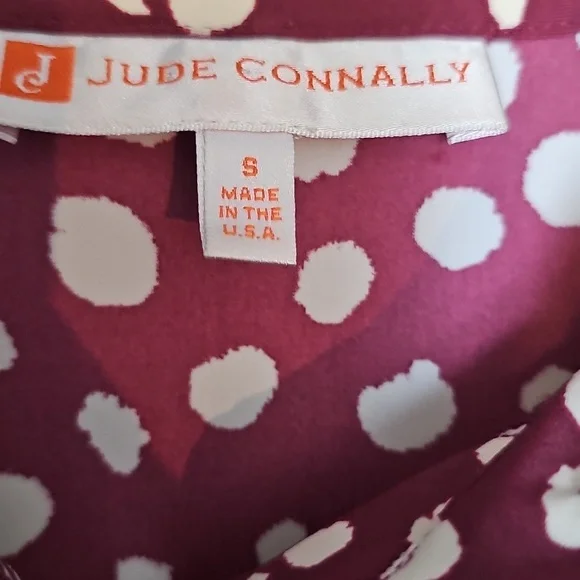 JC JUDE CONNALLY
S
MADE
IN THE
U.S.A.